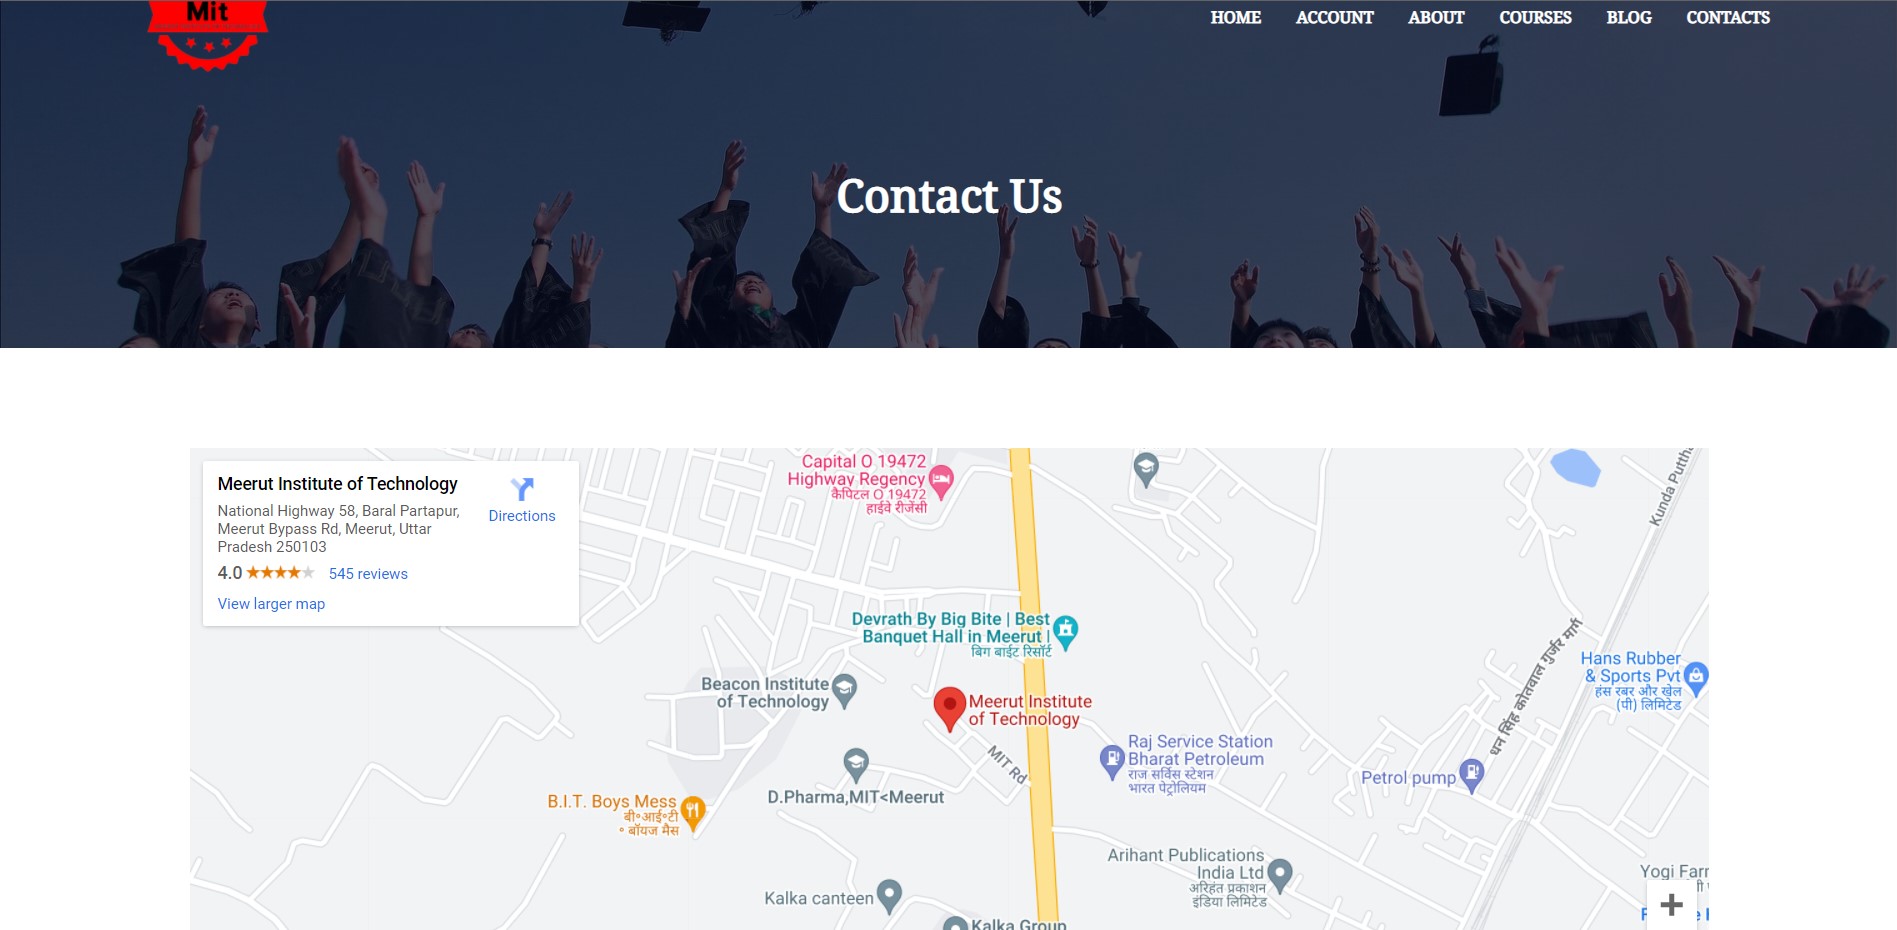 Mit
HOME ACCOUNT ABOUT COURSES BLOG CONTACTS
Contact Us
Meerut Institute of Technology
National Highway 58, Baral Partapur,
Meerut Bypass Rd, Meerut, Uttar
Pradesh 250103
4.0
545 reviews
View larger map
Directions
Capital O 19472
Highway Regency
कैपिटल O 19472
हाईवे रीजेंसी
Kunda Puttha
Devrath By Big Bite | Best
Banquet Hall in Meerut |
बिग बाईट रिसॉर्ट
धन सिंह कोतवाल गुर्जर मार्ग
Hans Rubber
& Sports Pvt
हंस रबर और खेल
(पी) लिमिटेड
Beacon Institute
of Technology
Meerut Institute
of Technology
MIT Rd
Raj Service Station
Bharat Petroleum
राज सर्विस स्टेशन
भारत पेट्रोलियम
Petrol pump
D.Pharma,MIT<Meerut
B.I.T. Boys Mess
बी॰आई॰टी
॰ बॉयज मैस
Arihant Publications
India Ltd
अरिहंत प्रकाशन
इंडिया लिमिटेड
Kalka canteen
Kalka Group
Yogi Farm